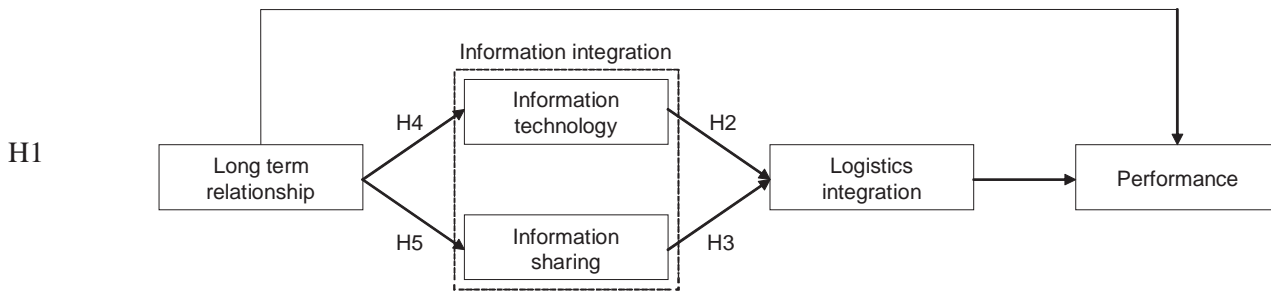 Information integration
Information
technology
H4
H2
H1
Long term
relationship
Logistics
integration
Performance
H5
H3
Information
sharing